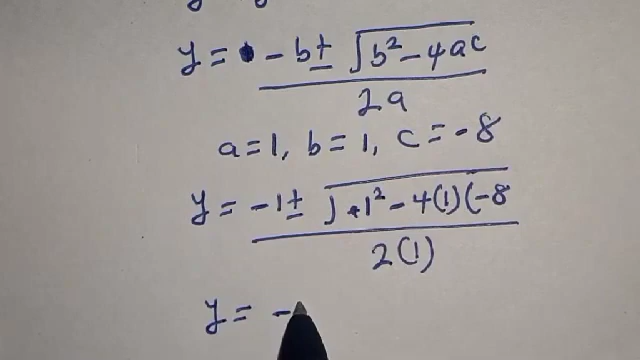 y = -b ± √b² - 4ac / 2a
a = 1, b = 1, c = -8
y = -1 ± √1² - 4(1)(-8 / 2(1)
y = -